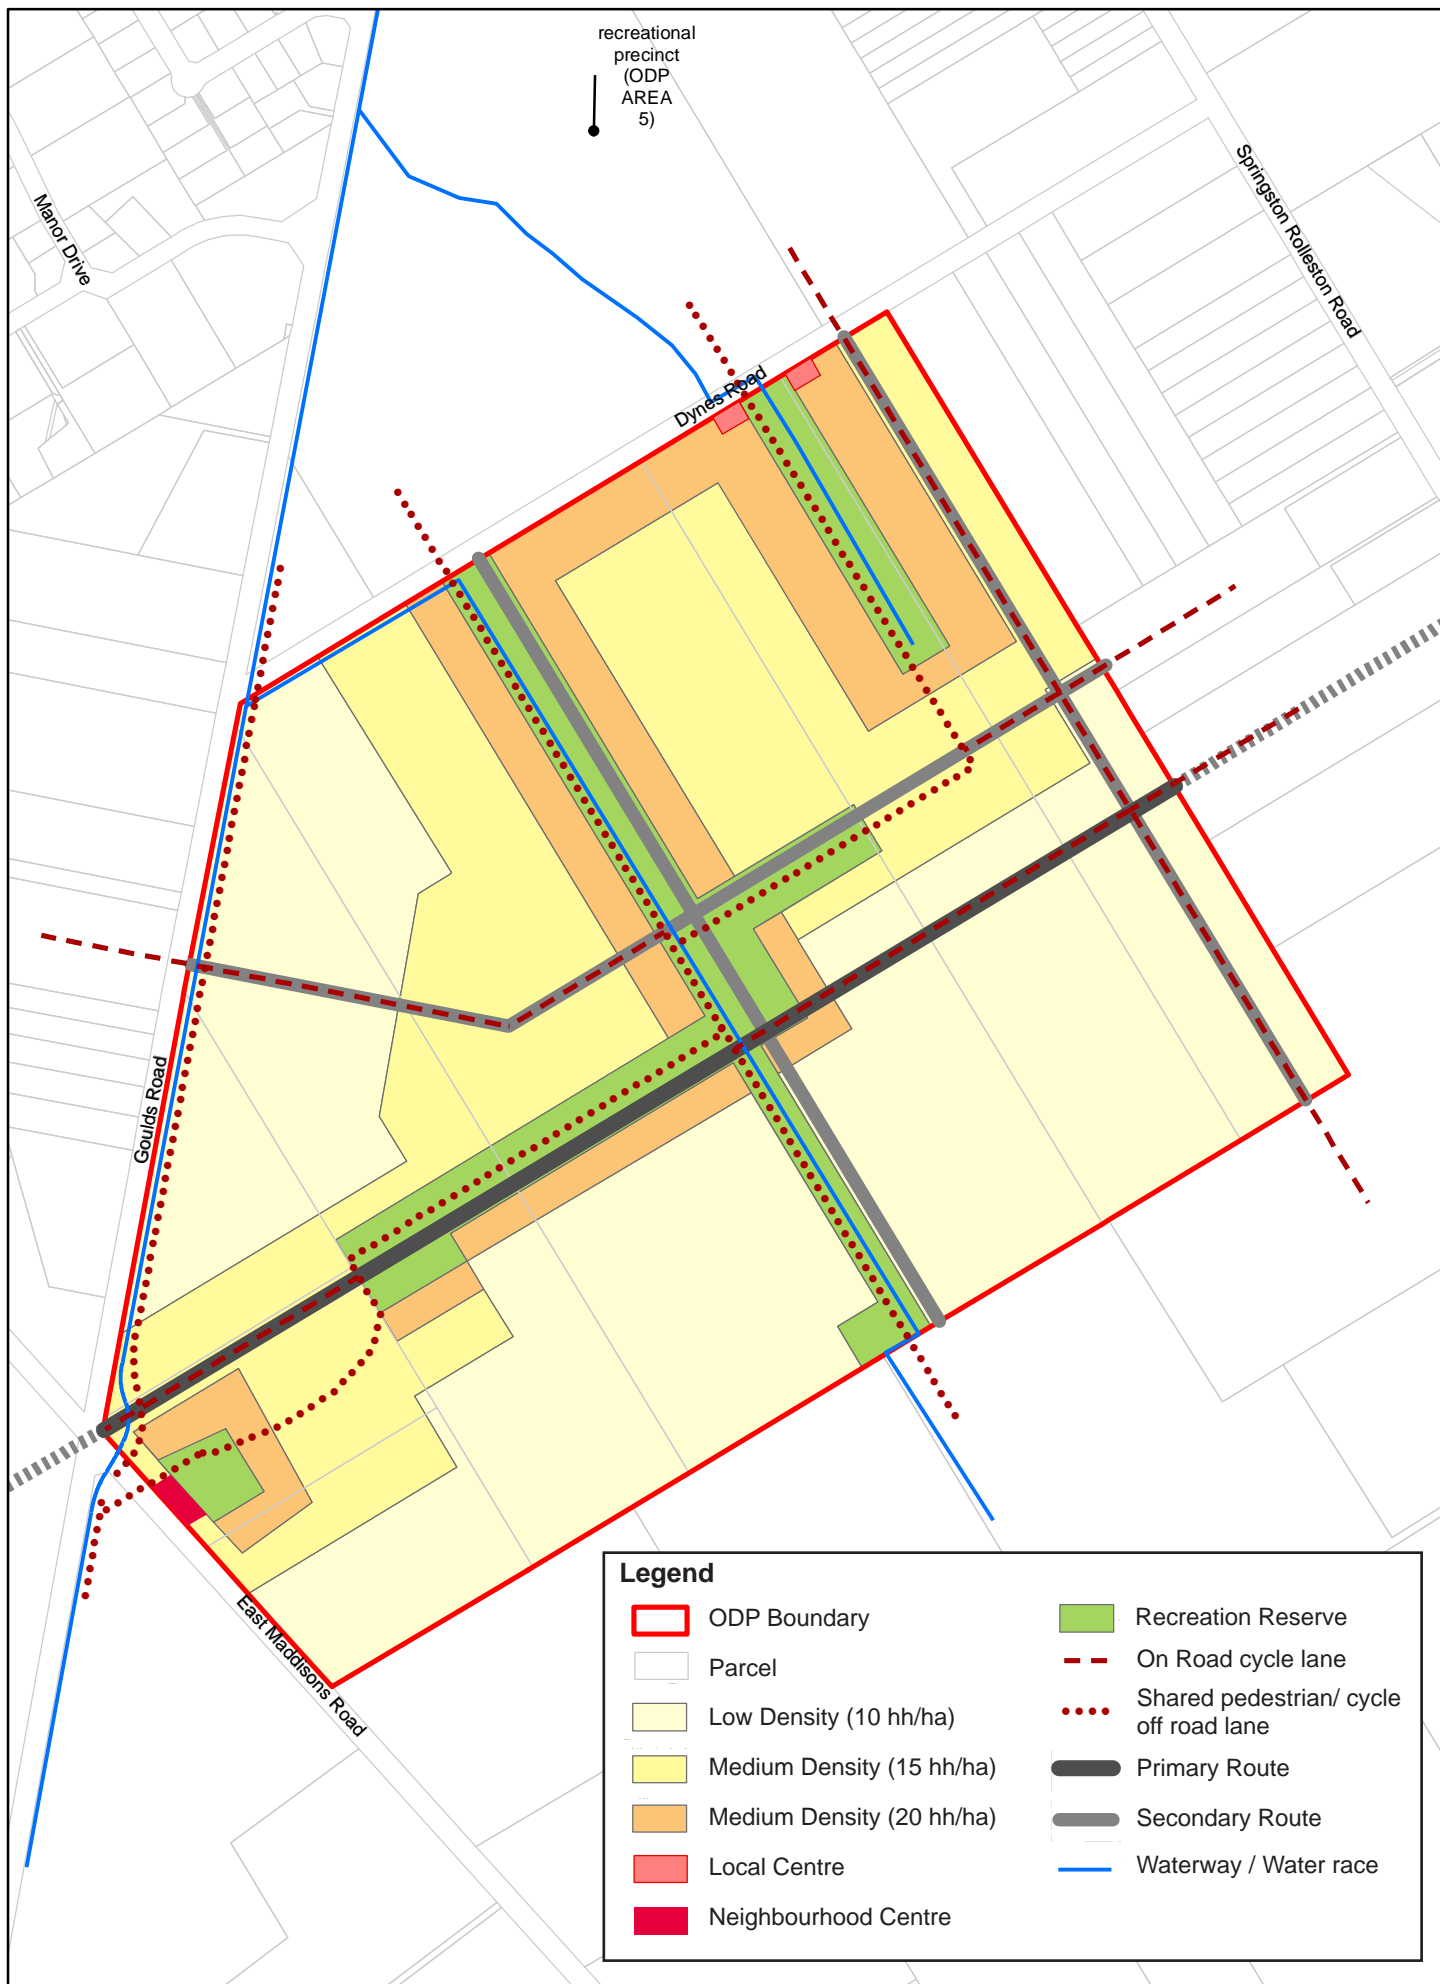 recreational
precinct
(ODP
AREA
5)
Manor Drive
Springston Rolleston Road
Dynes Road
Goulds Road
East Maddisons Road
Legend
ODP Boundary
Parcel
Low Density (10 hh/ha)
Medium Density (15 hh/ha)
Medium Density (20 hh/ha)
Local Centre
Neighbourhood Centre
Recreation Reserve
On Road cycle lane
Shared pedestrian/ cycle
off road lane
Primary Route
Secondary Route
Waterway / Water race